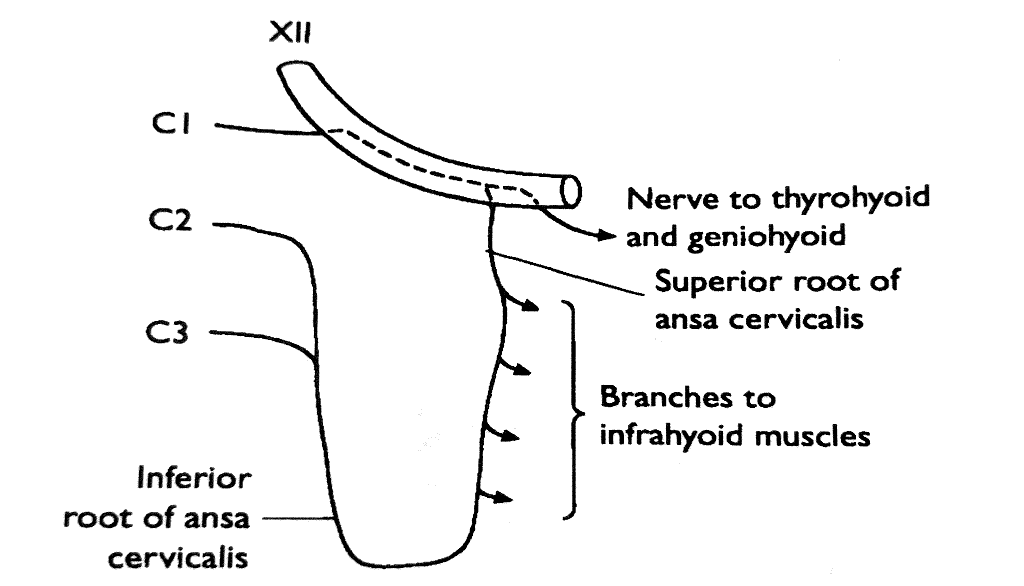 XII
C1
C2
C3
Nerve to thyrohyoid
and geniohyoid
Superior root of
ansa cervicalis
Branches to
infrahyoid muscles
Inferior
root of ansa
cervicalis